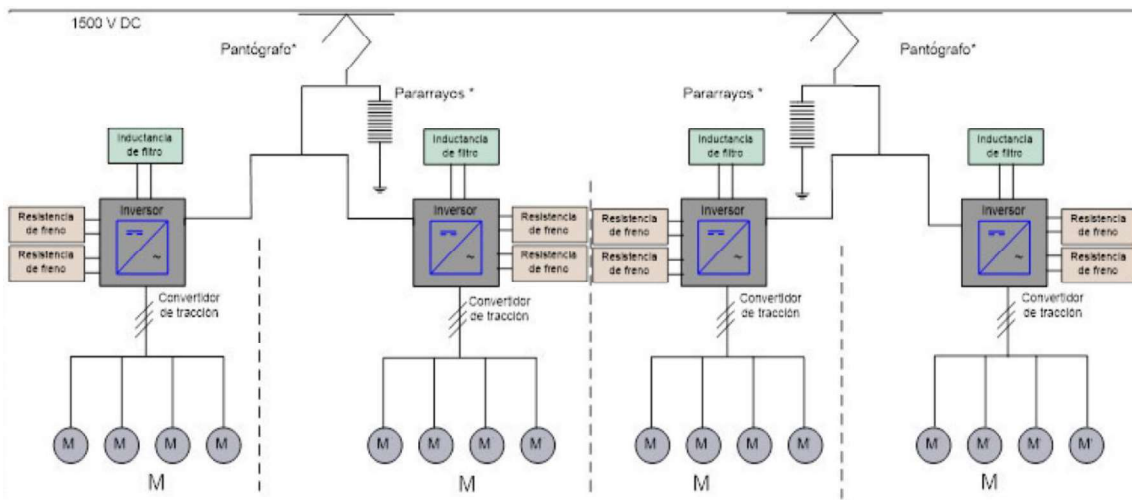 1500 V DC
Pantógrafo*
Pantógrafo*
Pararrayos *
Pararrayos *
Inductancia
de filtro
Inductancia
de filtro
Inductancia
de filtro
Inductancia
de filtro
Resistencia
de freno
Resistencia
de freno
Inversor
~
Convertidor
de tracción
Inversor
~
Resistencia
de freno
Resistencia
de freno
Convertidor
de tracción
Resistencia
de freno
Resistencia
de freno
Inversor
~
Convertidor
de tracción
Inversor
~
Resistencia
de freno
Resistencia
de freno
Convertidor
de tracción
M M M M
M M M M
M M M M
M M M M
M
M
M
M